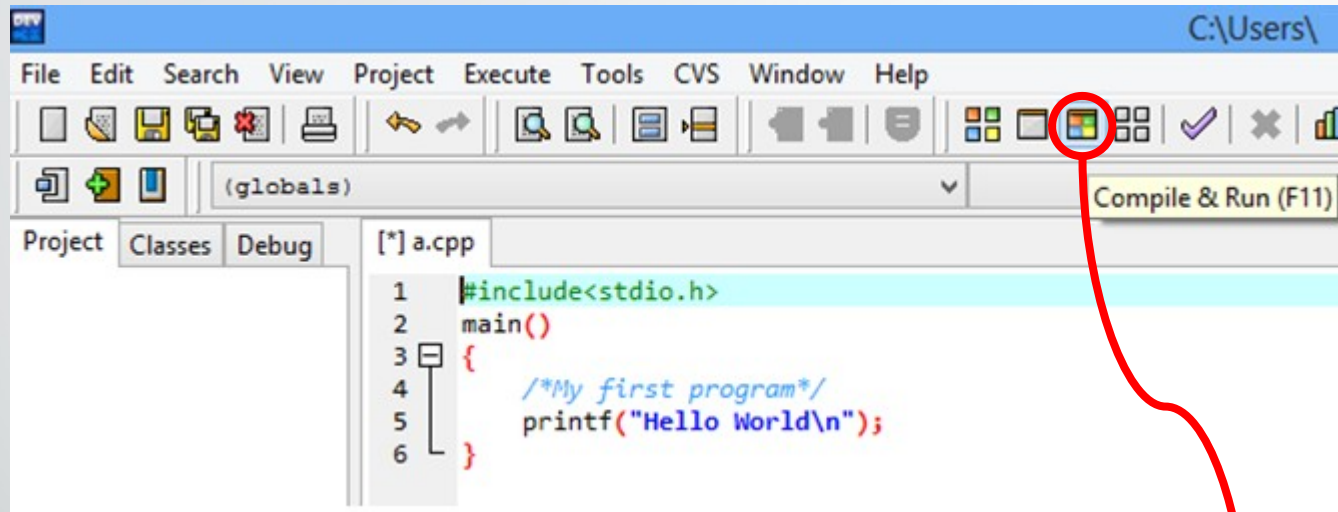 DEV
C:\Users\
File Edit Search View Project Execute Tools CVS Window Help
(globals)
Compile & Run (F11)
Project Classes Debug [*] a.cpp
1 #include<stdio.h>
2 main()
3 {
4 /*My first program*/
5 printf("Hello World\n");
6 }